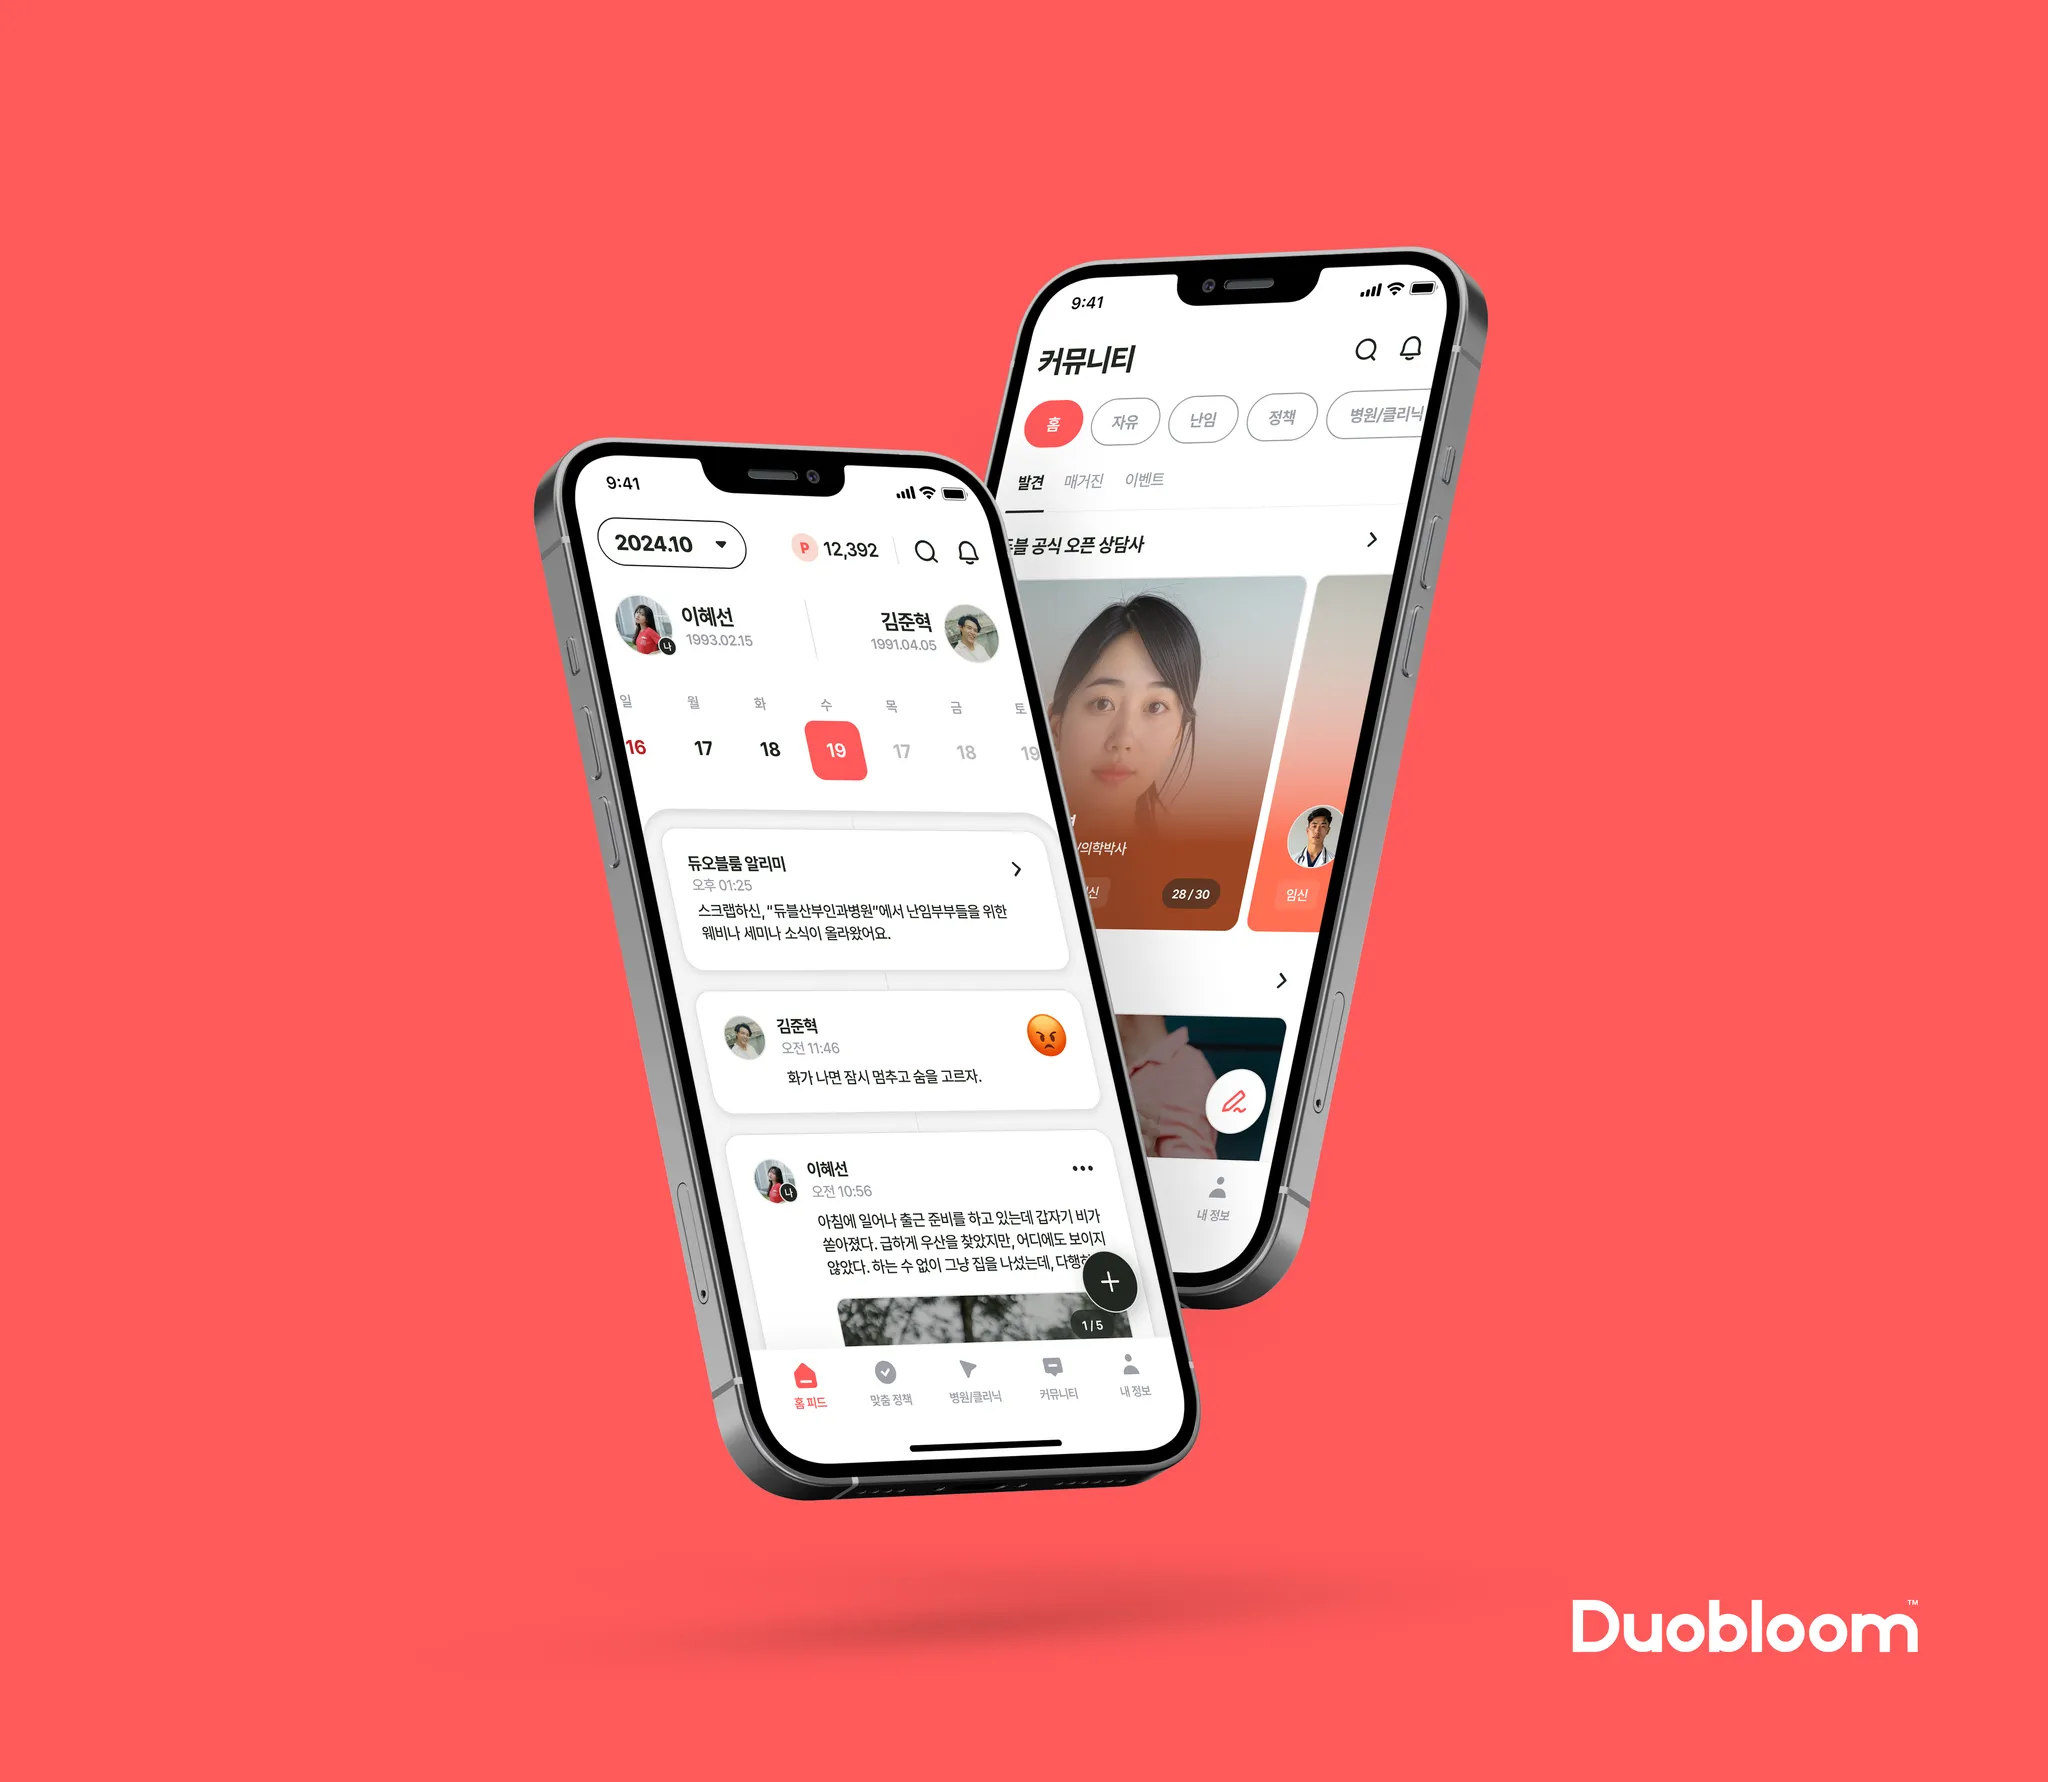 9:41
2024.10
P 12,392
이혜선
1993.02.15
나
김준혁
1991.04.05
일 월 화 수 목 금 토
16 17 18 19 17 18 19
듀오블룸 알리미
오후 01:25
스크랩하신, "듀블산부인과병원"에서 난임부부들을 위한
웨비나 세미나 소식이 올라왔어요.
김준혁
오전 11:46
화가 나면 잠시 멈추고 숨을 고르자.
이혜선
나
오전 10:56
아침에 일어나 출근 준비를 하고 있는데 갑자기 비가
쏟아졌다. 급하게 우산을 찾았지만, 어디에도 보이지
않았다. 하는 수 없이 그냥 집을 나섰는데,
1/5
홈 피드 맞춤 정책 병원/클리닉 커뮤니티 내 정보
9:41
커뮤니티
홈 자유 난임 정책 병원/클리닉
발견 매거진 이벤트
공식 오픈 상담사
/의학박사
28/30
임신
내 정보
Duobloom™